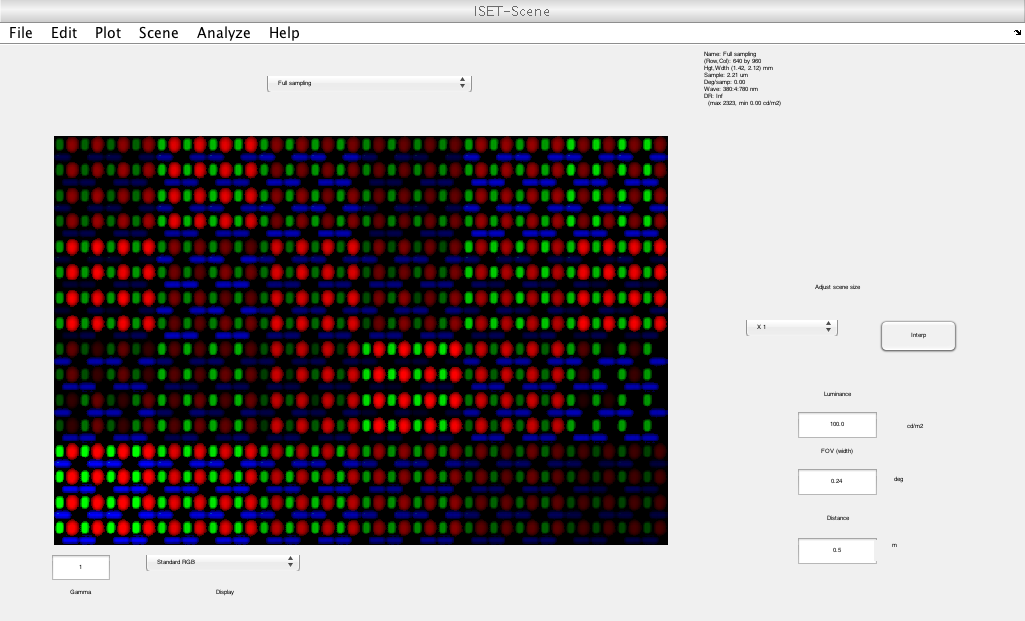 ISET-Scene
File Edit Plot Scene Analyze Help
Name: Full sampling
(Row,Col): 640 by 960
Hgt,Wdth (1.42, 2.12) mm
Sample: 2.21 um
Deg/samp: 0.00
Wave: 380:4:780 nm
DR: Inf
(max 2323, min 0.00 cd/m2)
Full sampling
Adjust scene size
X 1
Interp
Luminance
100.0 cd/m2
FOV (width)
0.24 deg
Distance
0.5 m
1 Standard RGB
Gamma Display